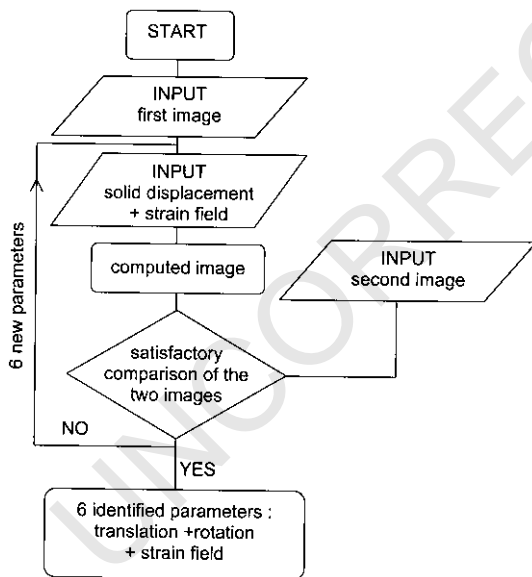 START
INPUT
first image
INPUT
solid displacement
+ strain field
computed image
INPUT
second image
6 new parameters
satisfactory
comparison of the
two images
NO
YES
6 identified parameters :
translation +rotation
+ strain field
UNCORREC